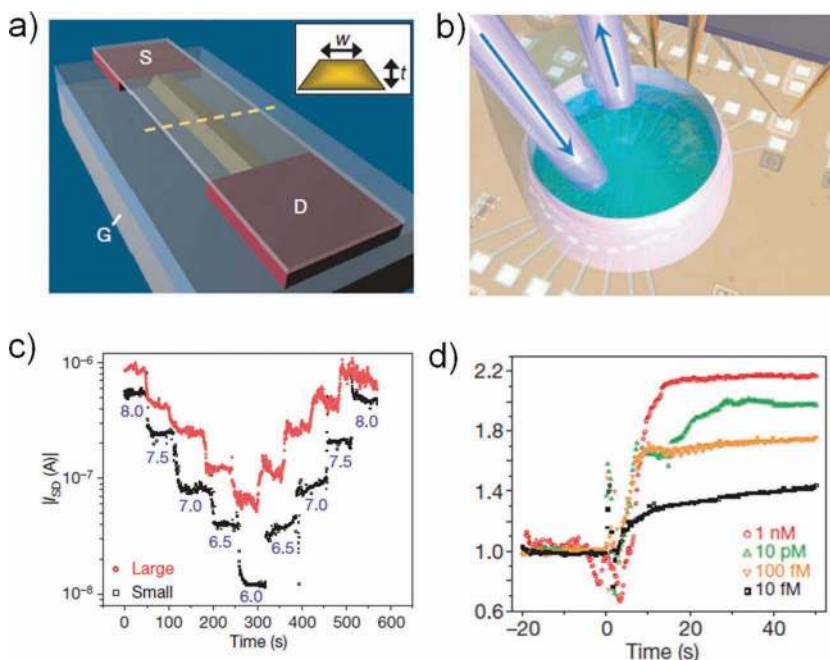 a)
S
w
t
G
D
b)
c)
|I_SD (A)|
10⁻⁶
10⁻⁷
10⁻⁸
8.0
7.5
7.0
6.5
6.0
6.5
7.0
7.5
8.0
Large
Small
0 100 200 300 400 500 600
Time (s)
d)
2.2
1.8
1.4
1.0
0.6
1 nM
10 pM
100 fM
10 fM
-20 0 20 40
Time (s)